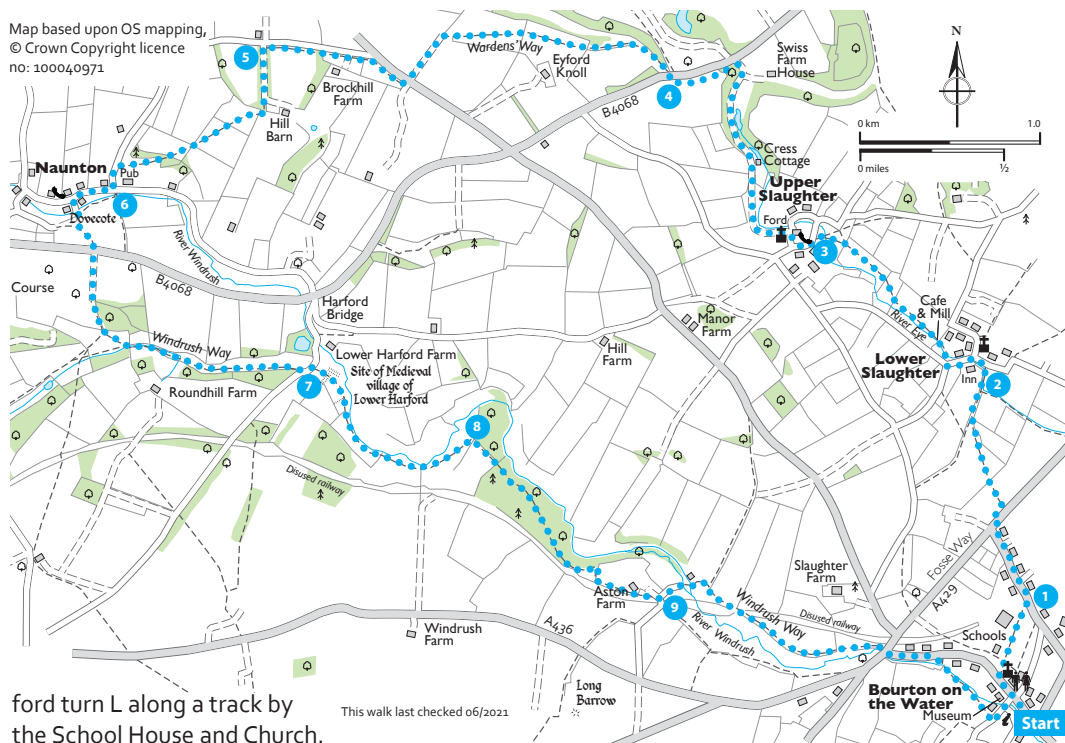 Map based upon OS mapping,
© Crown Copyright licence
no: 100040971
Wardens' Way
Eyford
Knoll
Swiss
Farm
House
N
5
Brockhill
Farm
4
B4068
0 km
1.0
0 miles
½
Hill
Barn
Cress
Cottage
Naunton
Pub
Upper
Slaughter
Dovecote
6
Ford
3
River Windrush
B4068
Course
Harford
Bridge
Cafe
& Mill
River Eye
Manor
Farm
Windrush Way
Lower Harford Farm
Site of Medieval
village of
Lower Harford
Hill
Farm
Lower
Slaughter
Inn
2
7
Roundhill Farm
8
Disused railway
Fosse Way
A429
Slaughter
Farm
1
Aston
Farm
9
Windrush Way
Disused railway
River Windrush
Schools
A436
Windrush
Farm
Long
Barrow
Bourton on
the Water
Museum
Start
ford turn L along a track by
the School House and Church.
This walk last checked 06/2021